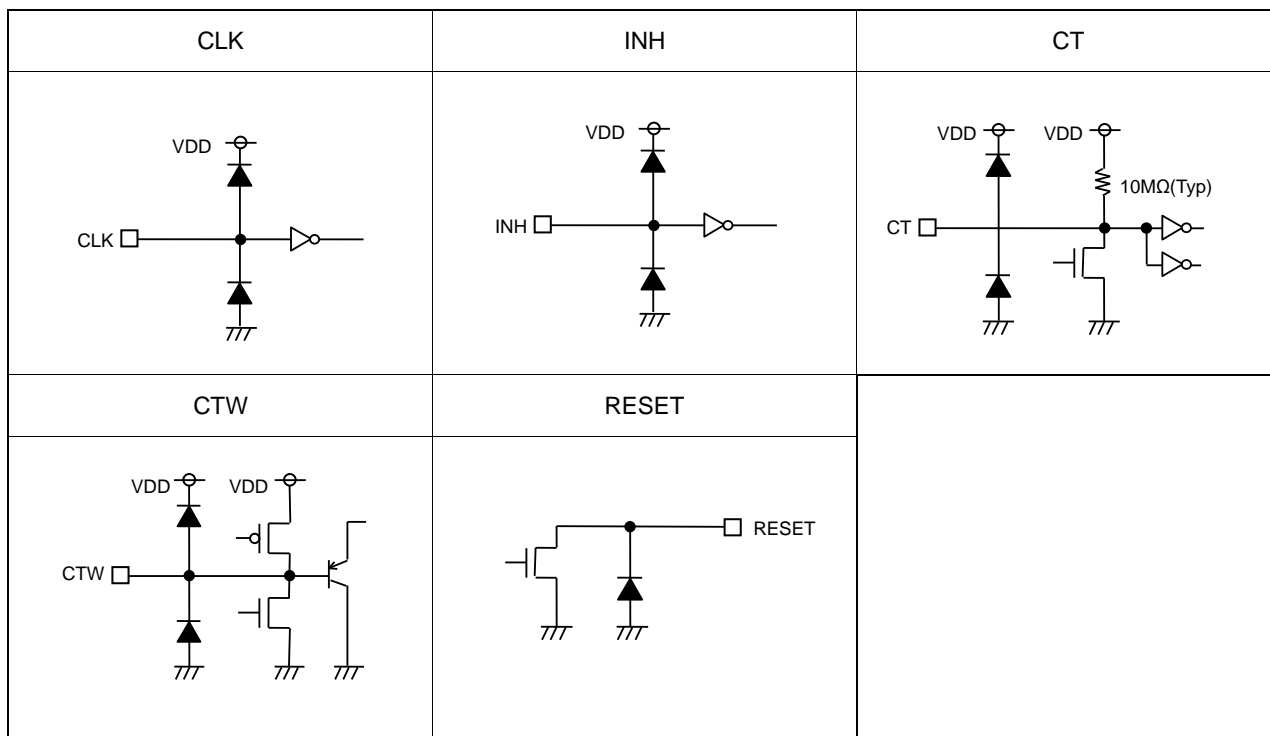 CLK
INH
CT
VDD
CLK
VDD
INH
VDD
VDD
10MΩ(Typ)
CT
CTW
RESET
VDD
VDD
CTW
RESET